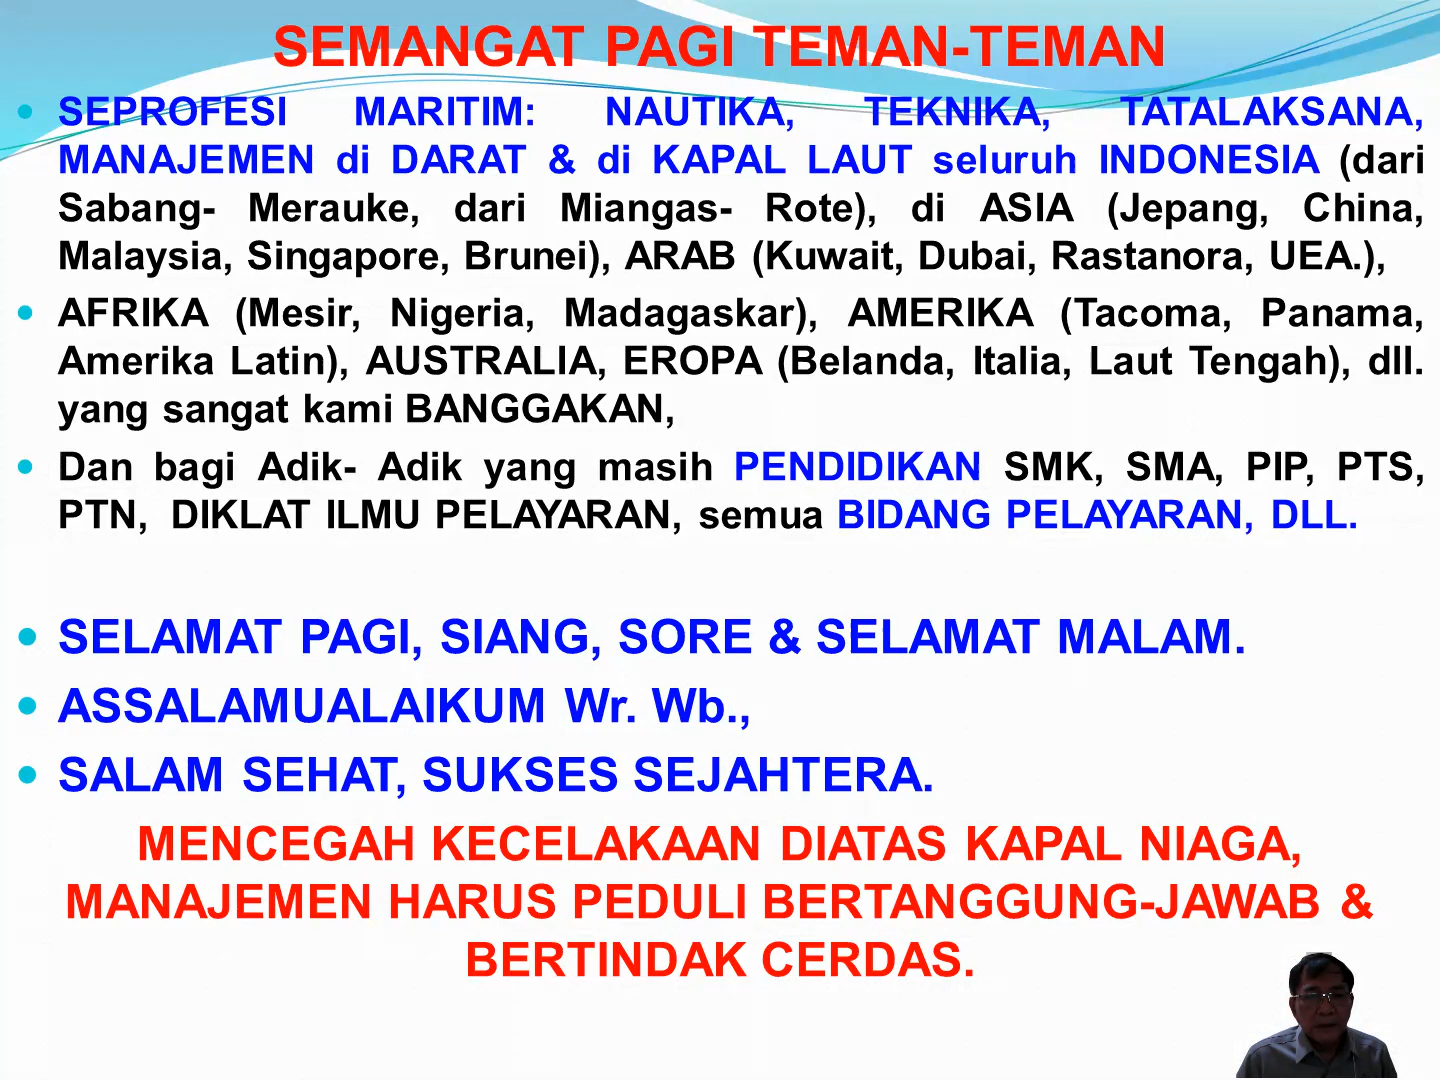 SEMANGAT PAGI TEMAN-TEMAN
SEPROFESI MARITIM: NAUTIKA, TEKNIKA, TATALAKSANA,
MANAJEMEN di DARAT & di KAPAL LAUT seluruh INDONESIA (dari
Sabang- Merauke, dari Miangas- Rote), di ASIA (Jepang, China,
Malaysia, Singapore, Brunei), ARAB (Kuwait, Dubai, Rastanora, UEA.),
AFRIKA (Mesir, Nigeria, Madagaskar), AMERIKA (Tacoma, Panama,
Amerika Latin), AUSTRALIA, EROPA (Belanda, Italia, Laut Tengah), dll.
yang sangat kami BANGGAKAN,
Dan bagi Adik- Adik yang masih PENDIDIKAN SMK, SMA, PIP, PTS,
PTN, DIKLAT ILMU PELAYARAN, semua BIDANG PELAYARAN, DLL.
SELAMAT PAGI, SIANG, SORE & SELAMAT MALAM.
ASSALAMUALAIKUM Wr. Wb.,
SALAM SEHAT, SUKSES SEJAHTERA.
MENCEGAH KECELAKAAN DIATAS KAPAL NIAGA,
MANAJEMEN HARUS PEDULI BERTANGGUNG-JAWAB &
BERTINDAK CERDAS.